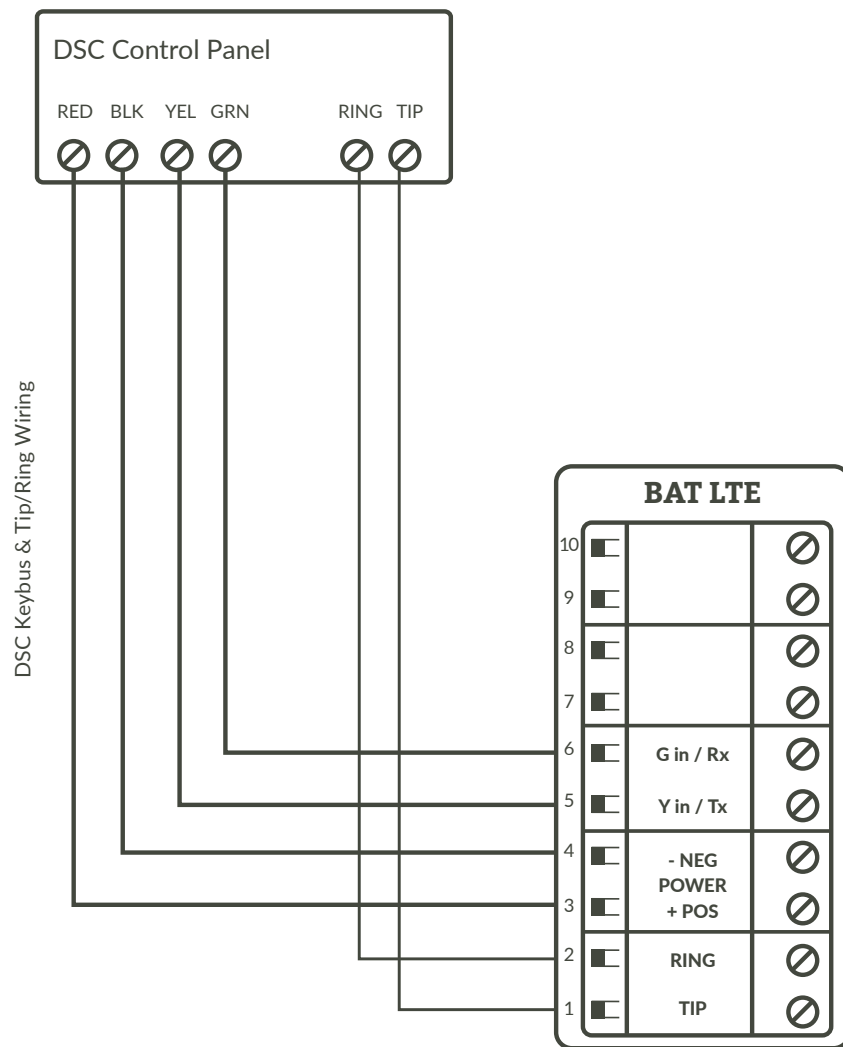 DSC Control Panel
RED BLK YEL GRN RING TIP
DSC Keybus & Tip/Ring Wiring
BAT LTE
10
9
8
7
6 G in / Rx
5 Y in / Tx
4 - NEG
POWER
3 + POS
2 RING
1 TIP